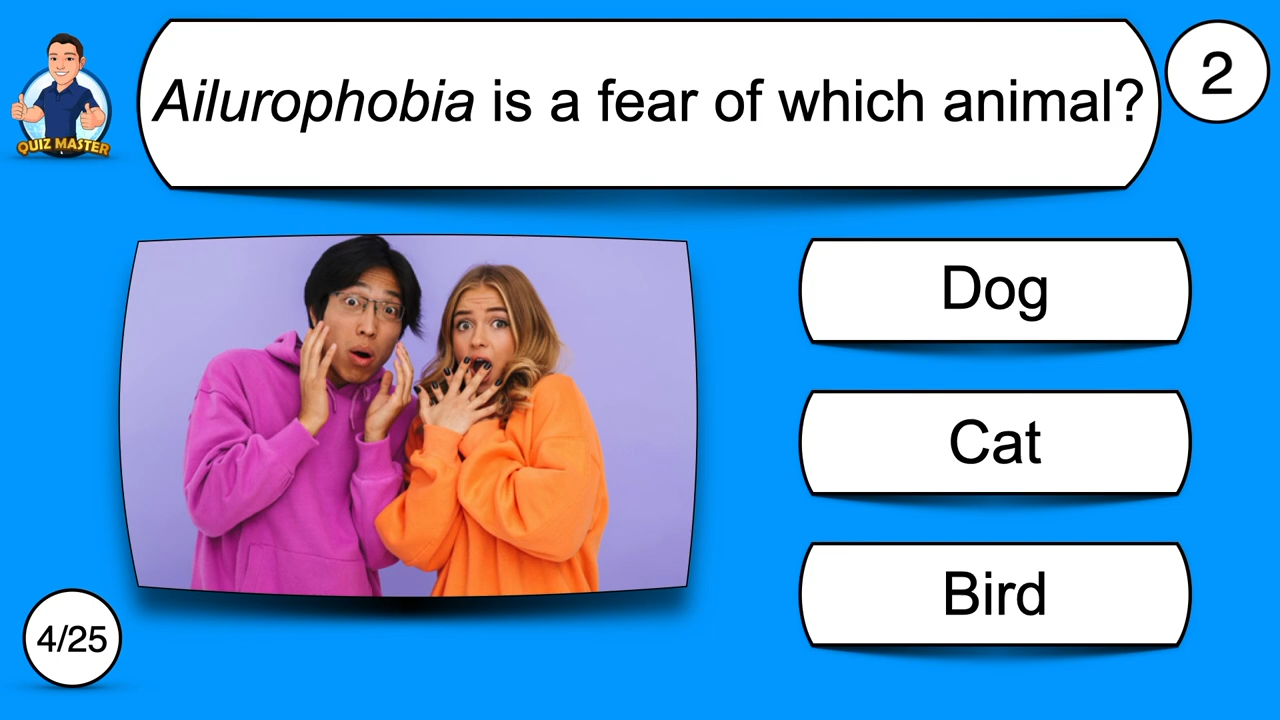 Ailurophobia is a fear of which animal?
2
QUIZ MASTER
Dog
Cat
Bird
4/25